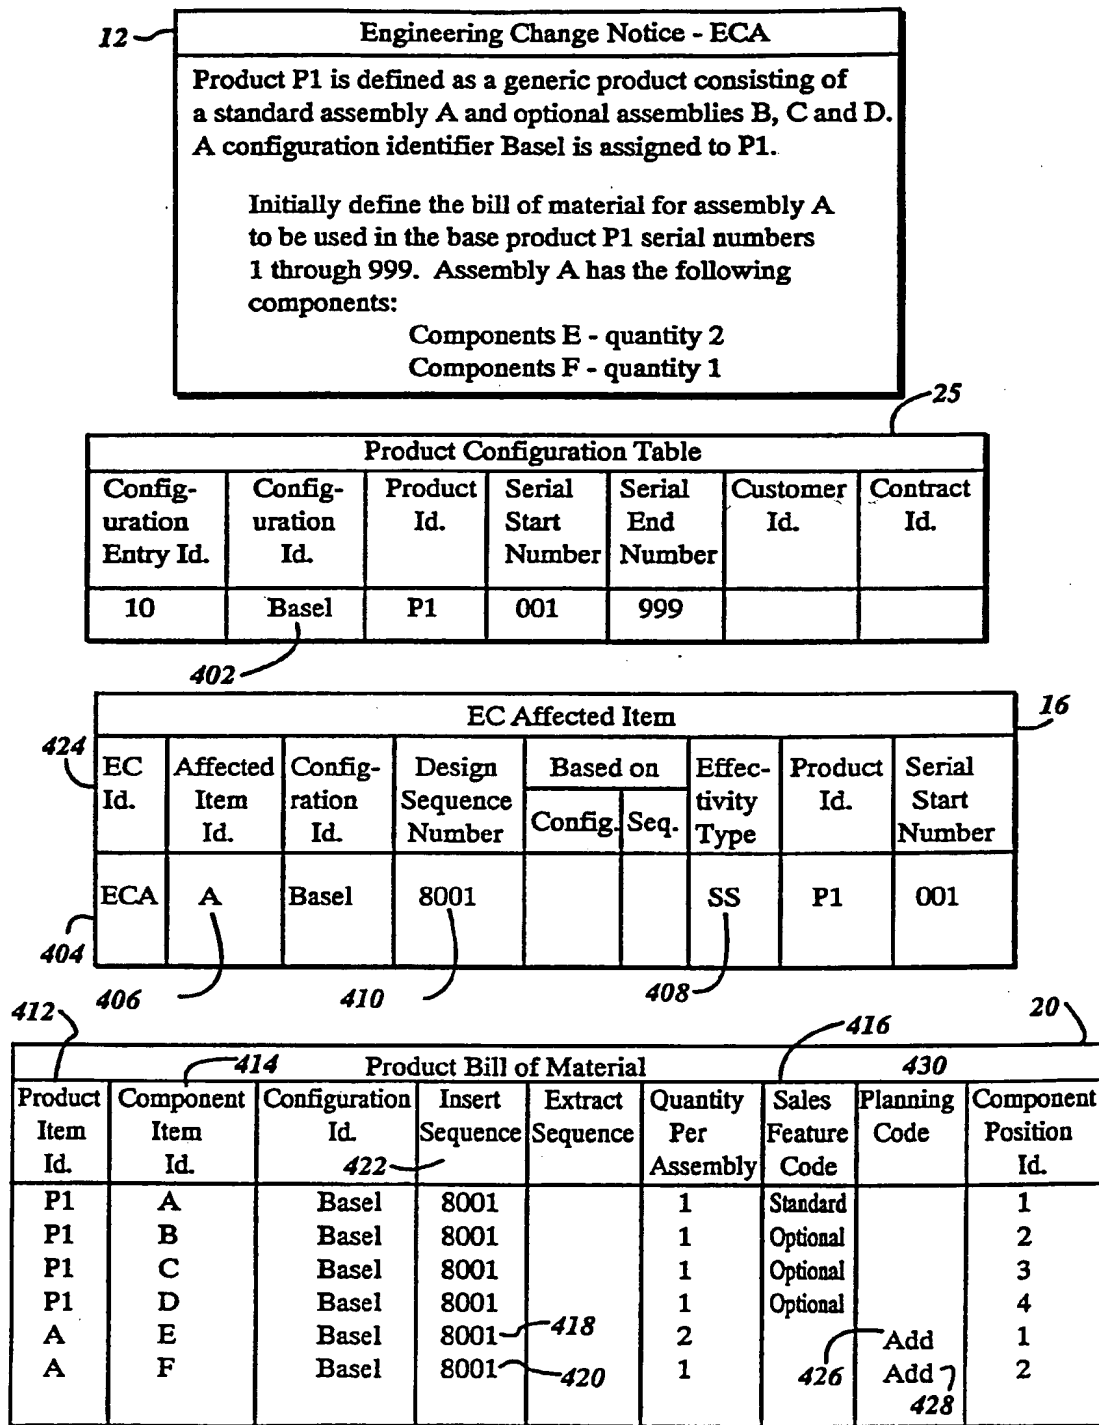 12
Engineering Change Notice - ECA
Product P1 is defined as a generic product consisting of
a standard assembly A and optional assemblies B, C and D.
A configuration identifier Basel is assigned to P1.
Initially define the bill of material for assembly A
to be used in the base product P1 serial numbers
1 through 999. Assembly A has the following
components:
Components E - quantity 2
Components F - quantity 1
25
Product Configuration Table
Config- Config- Product Serial Serial Customer Contract
uration uration Id. Start End Id. Id.
Entry Id. Id. Number Number
10 Basel P1 001 999
402
EC Affected Item
16
424
EC Affected Config- Design Based on Effec- Product Serial
Id. Item ration Sequence Config. Seq. tivity Id. Start
Id. Id. Number Type Number
ECA A Basel 8001 SS P1 001
404
406 410 408
412 416 20
414 Product Bill of Material 430
Product Component Configuration Insert Extract Quantity Sales Planning Component
Item Item Id. Sequence Sequence Per Feature Code Position
Id. Id. 422 Assembly Code Id.
P1 A Basel 8001 1 Standard 1
P1 B Basel 8001 1 Optional 2
P1 C Basel 8001 1 Optional 3
P1 D Basel 8001 1 Optional 4
A E Basel 8001 418 2 Add 1
A F Basel 8001 420 1 426 Add 2
428